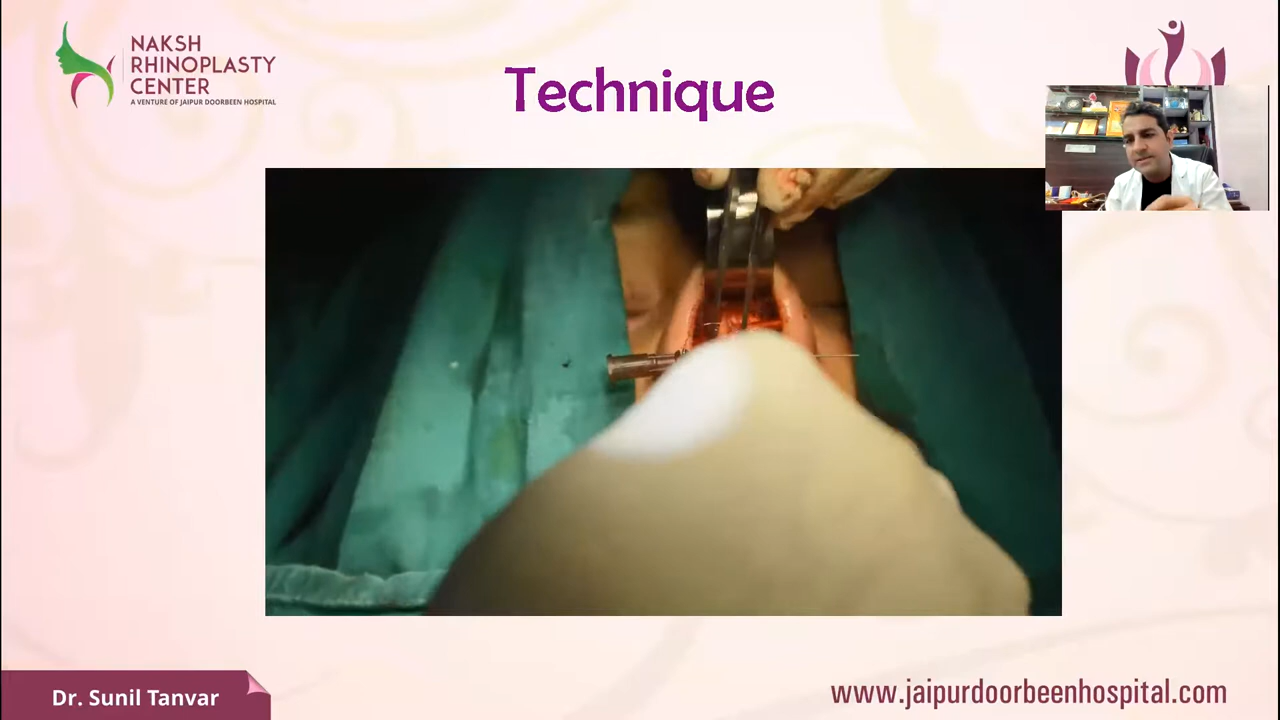 NAKSH
RHINOPLASTY
CENTER
A VENTURE OF JAIPUR DOORBEEN HOSPITAL
Technique
Dr. Sunil Tanvar
www.jaipurdoorbeenhospital.com